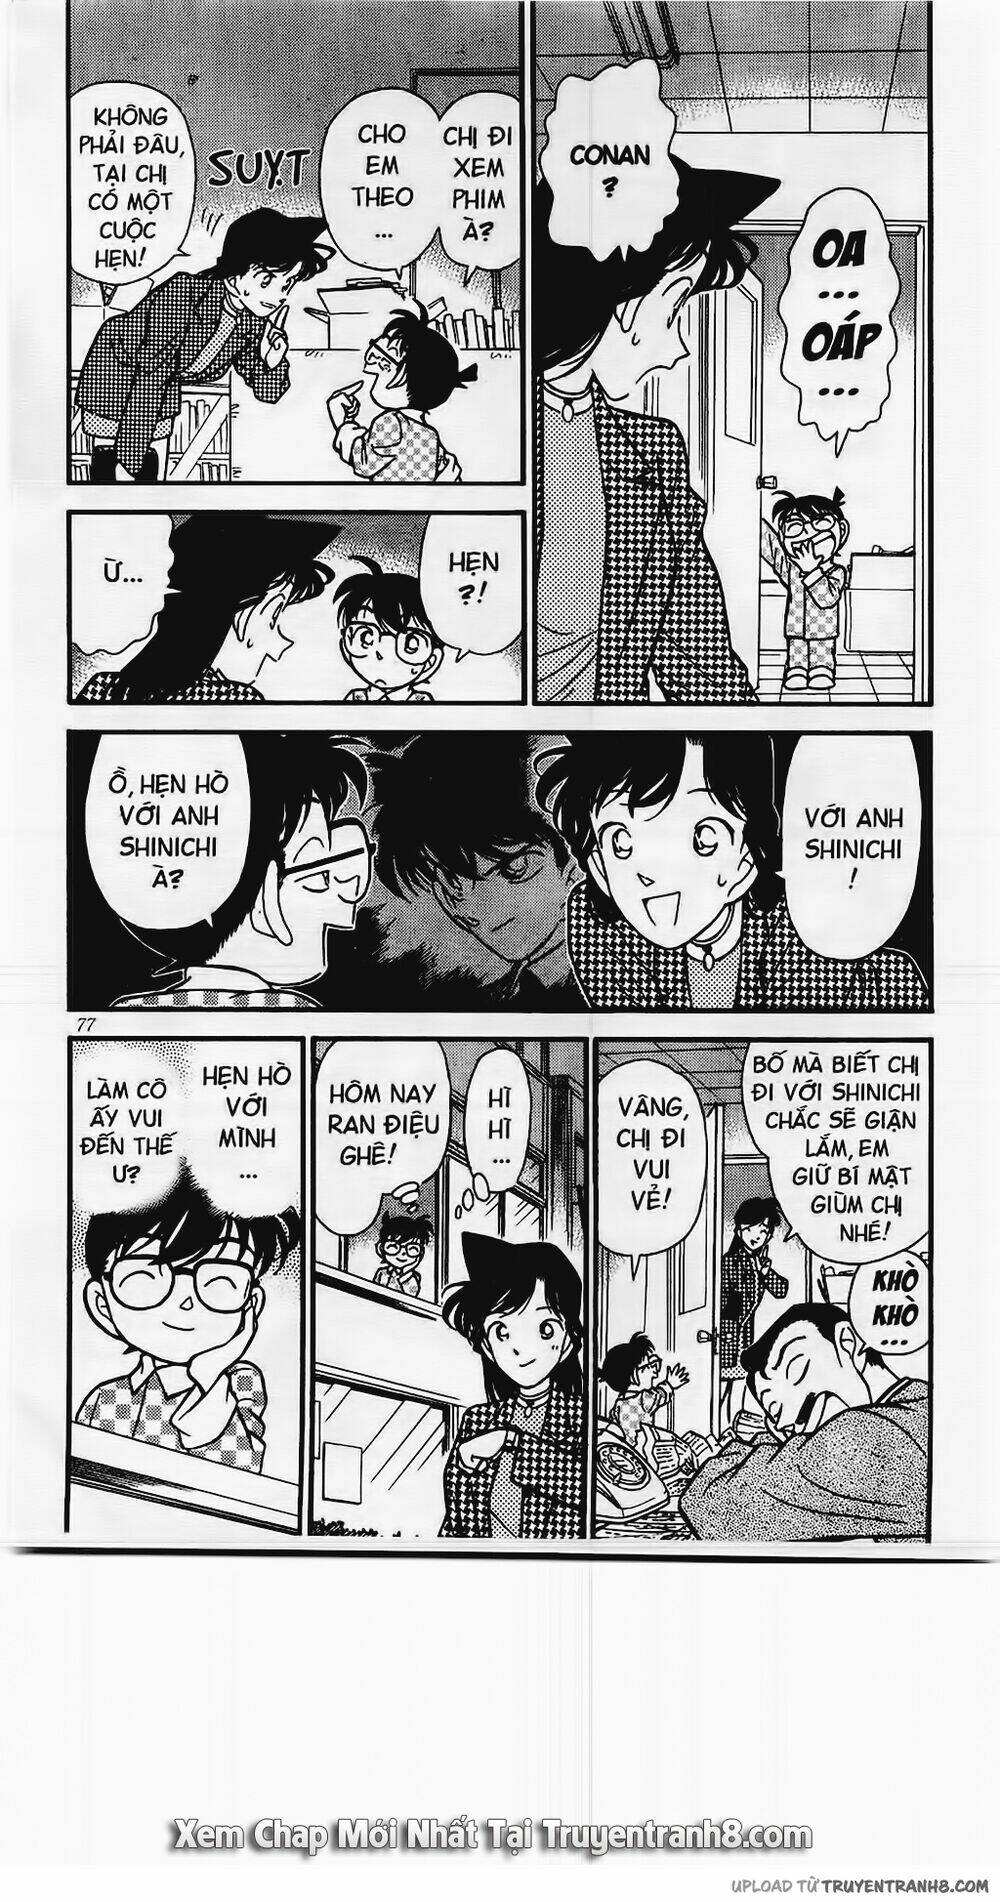 CONAN
?
OA
...
OÁP
...
CHỊ ĐI
XEM
PHIM
À?
CHO
EM
THEO
...
SUỴT
KHÔNG
PHẢI ĐÂU,
TẠI CHỊ
CÓ MỘT
CUỘC
HẸN!
HẸN
?!
Ừ...
VỚI ANH
SHINICHI
!
Ồ, HẸN HÒ
VỚI ANH
SHINICHI
À?
77
BỐ MÀ BIẾT CHỊ
ĐI VỚI SHINICHI
CHẮC SẼ GIẬN
LẮM, EM
GIỮ BÍ MẬT
GIÙM CHỊ
NHÉ!
VÂNG,
CHỊ ĐI
VUI
VẺ!
KHÒ
KHÒ
...
HÌ
HÌ
...
HÔM NAY
RAN ĐIỆU
GHÊ!
HẸN HÒ
VỚI
MÌNH
...
LÀM CÔ
ẤY VUI
ĐẾN THẾ
Ư?
Xem Chap Mới Nhất Tại Truyentranh8.com
UPLOAD TỪ TRUYENTRANH8.COM